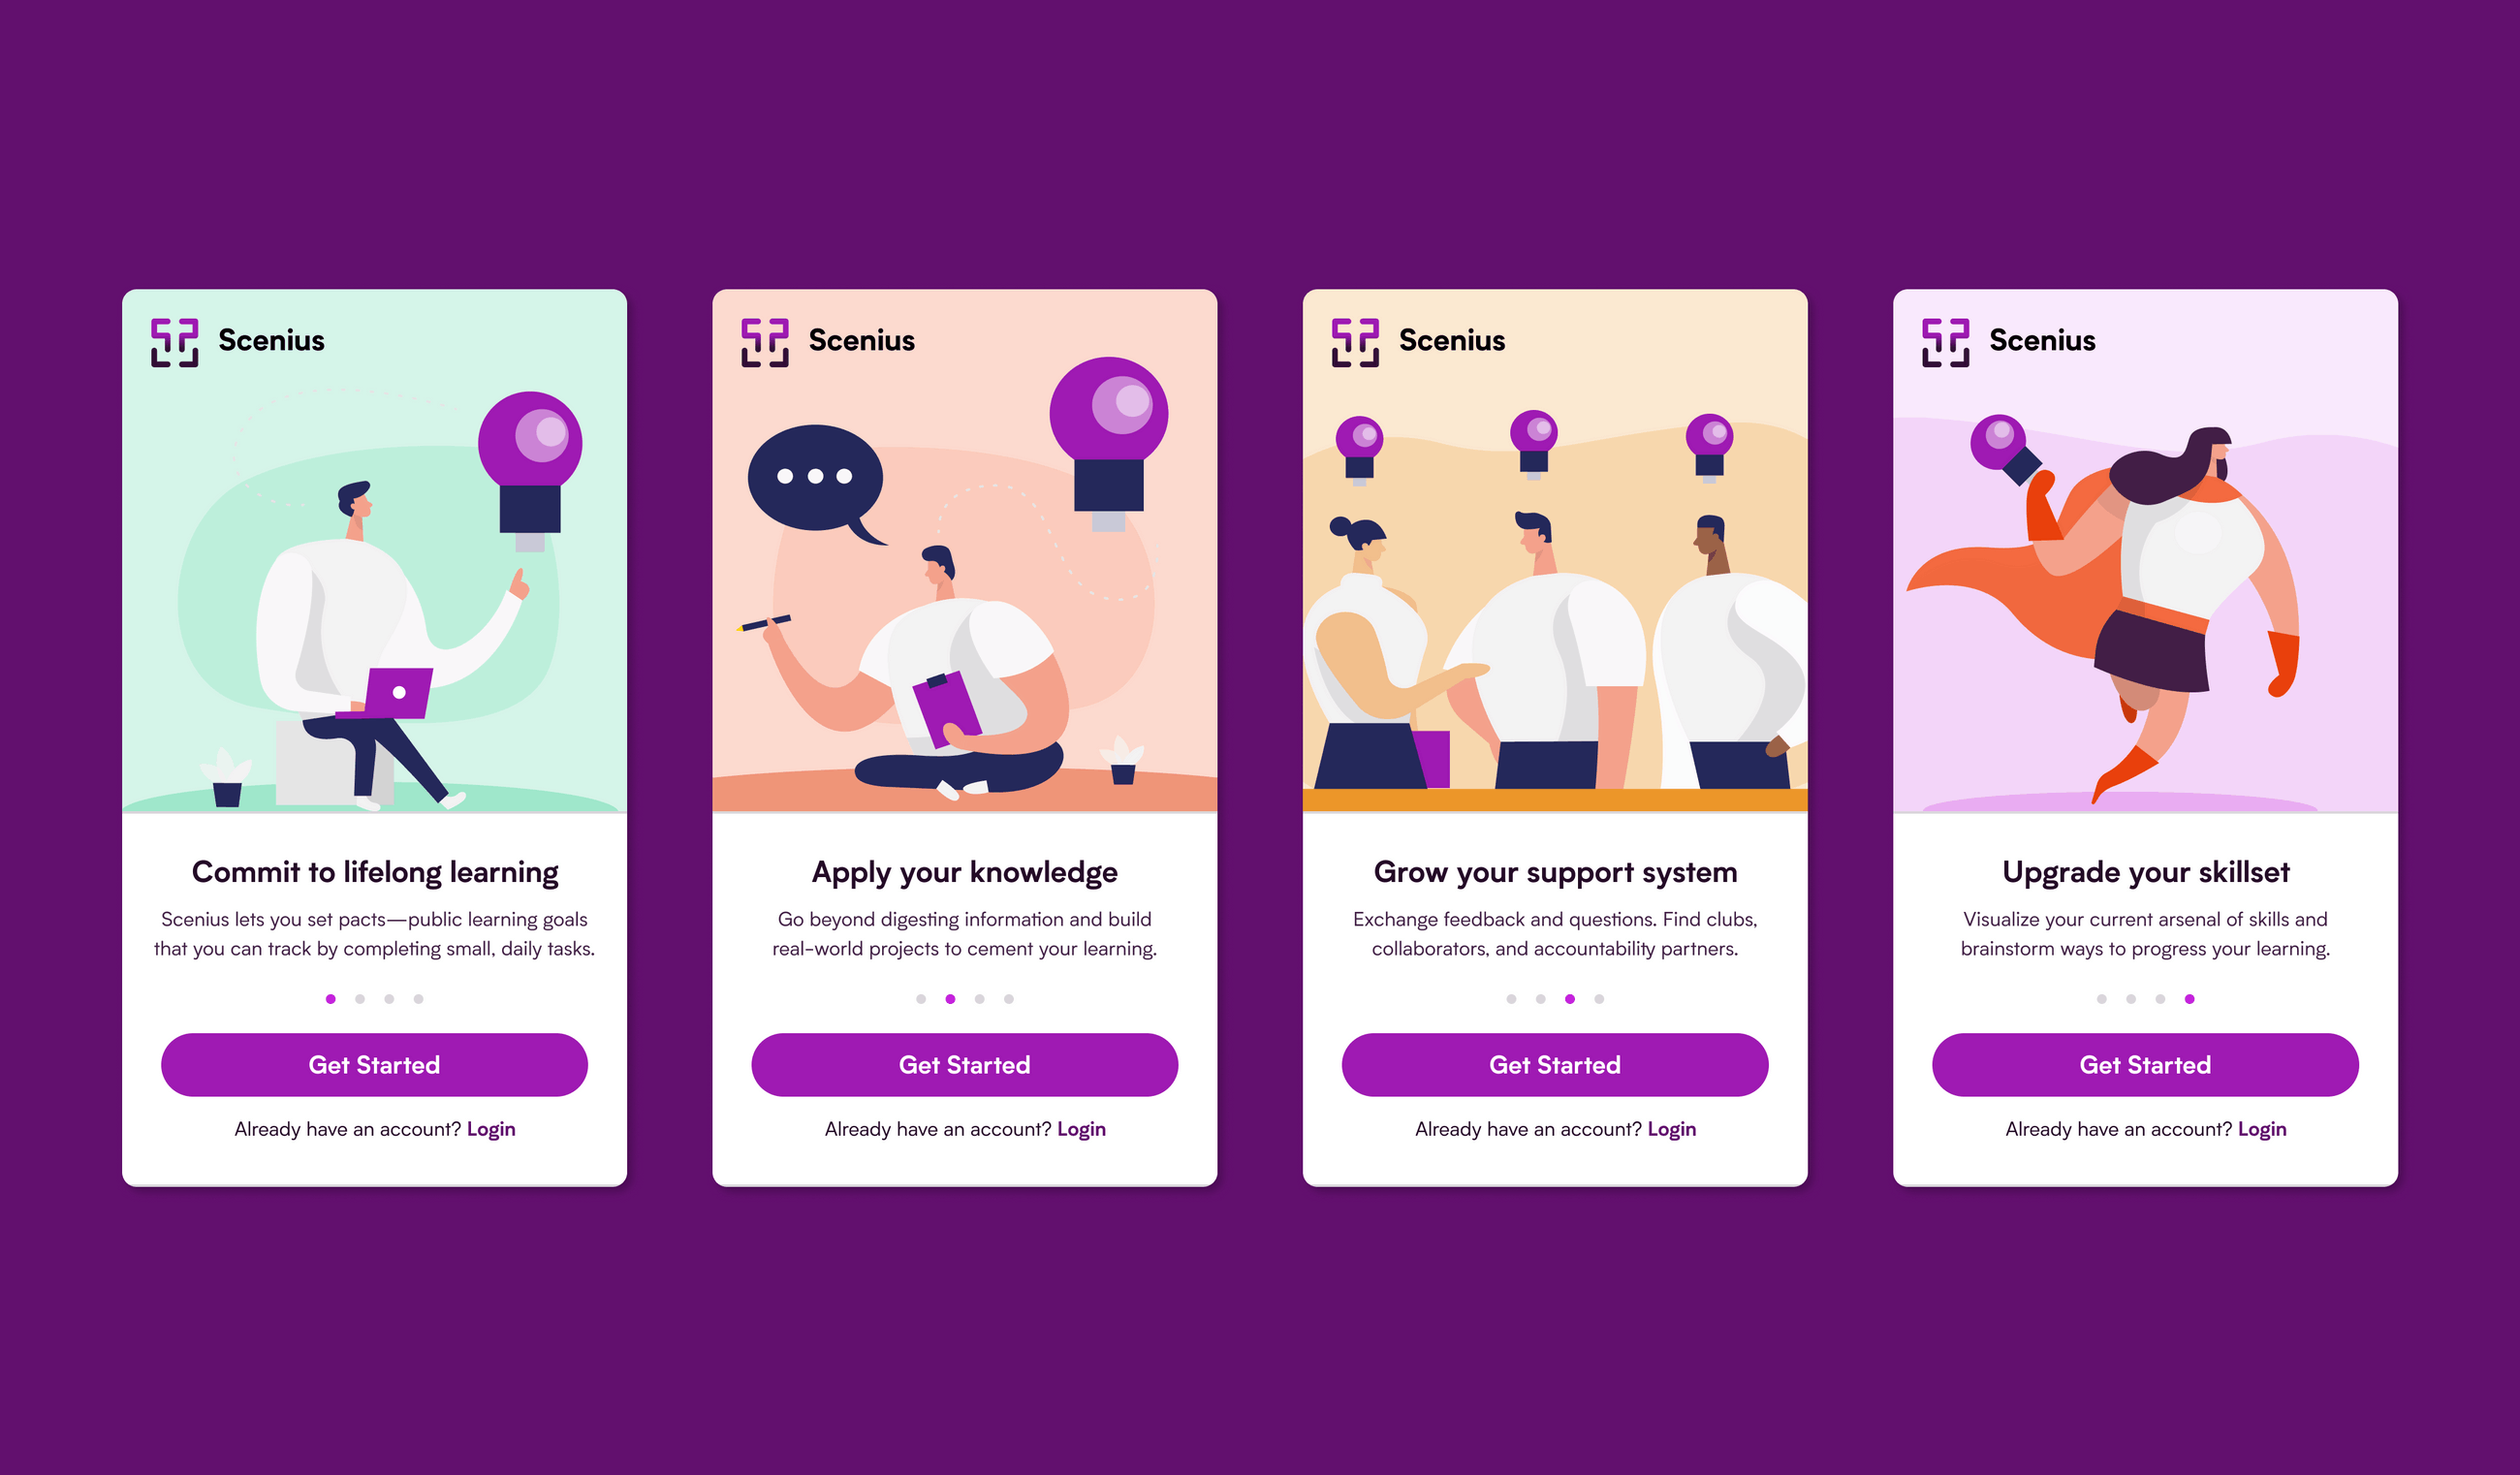 Scenius
Commit to lifelong learning
Scenius lets you set pacts—public learning goals
that you can track by completing small, daily tasks.
Get Started
Already have an account? Login
Scenius
Apply your knowledge
Go beyond digesting information and build
real-world projects to cement your learning.
Get Started
Already have an account? Login
Scenius
Grow your support system
Exchange feedback and questions. Find clubs,
collaborators, and accountability partners.
Get Started
Already have an account? Login
Scenius
Upgrade your skillset
Visualize your current arsenal of skills and
brainstorm ways to progress your learning.
Get Started
Already have an account? Login